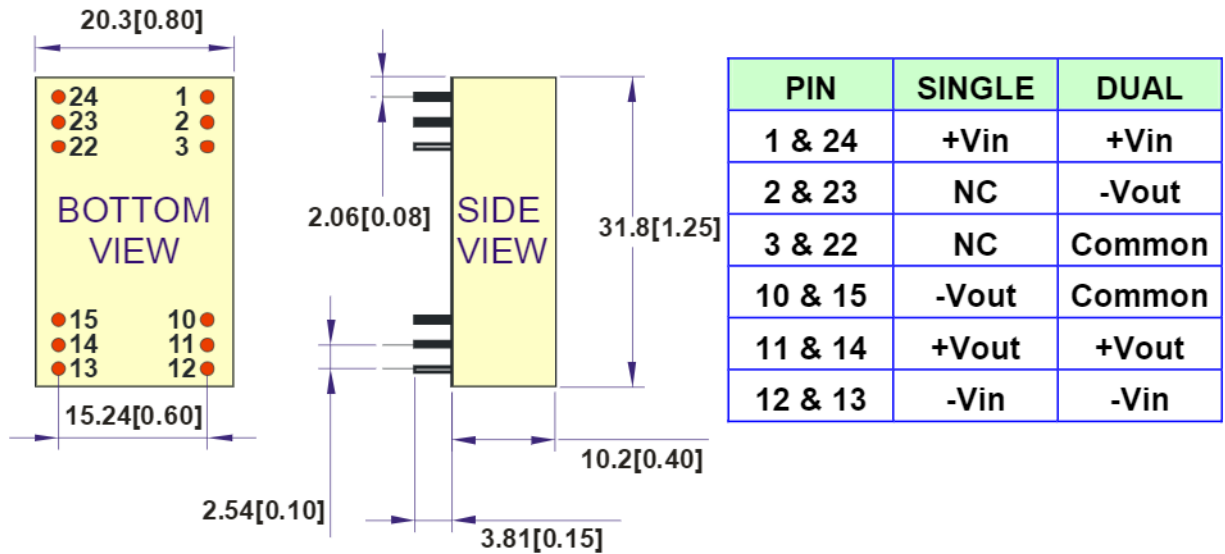 20.3[0.80]
24 1
23 2
22 3
BOTTOM
VIEW
15 10
14 11
13 12
15.24[0.60]
2.06[0.08]
SIDE
VIEW
31.8[1.25]
10.2[0.40]
2.54[0.10]
3.81[0.15]
PIN SINGLE DUAL
1 & 24 +Vin +Vin
2 & 23 NC -Vout
3 & 22 NC Common
10 & 15 -Vout Common
11 & 14 +Vout +Vout
12 & 13 -Vin -Vin